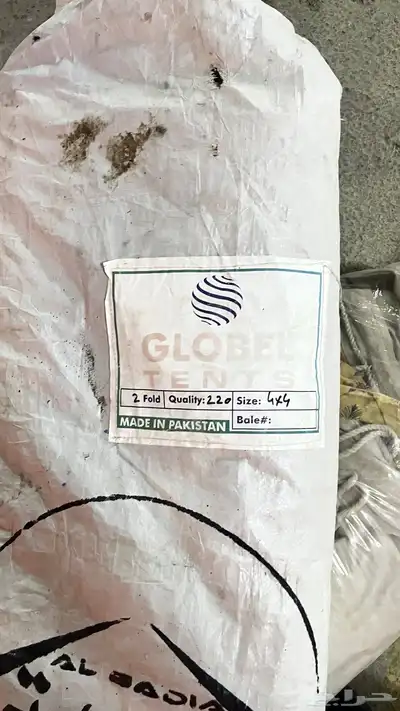 GLOBEL
TENTS
2 Fold Quality: 220 Size: 4x4
MADE IN PAKISTAN Bale#:
AL BADIA
حراج